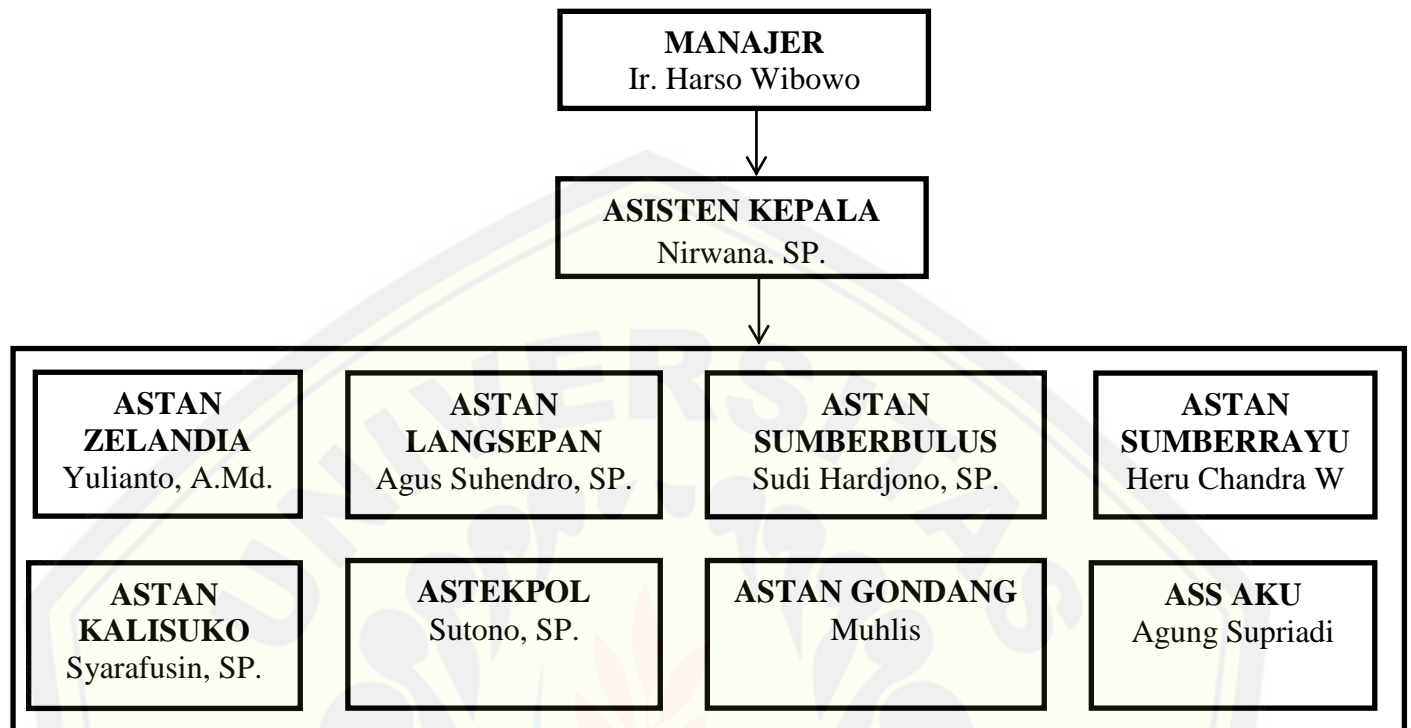 MANAJER
Ir. Harso Wibowo
ASISTEN KEPALA
Nirwana, SP.
ASTAN
ZELANDIA
Yulianto, A.Md.
ASTAN
LANGSEPAN
Agus Suhendro, SP.
ASTAN
SUMBERBULUS
Sudi Hardjono, SP.
ASTAN
SUMBERRAYU
Heru Chandra W
ASTAN
KALISUKO
Syarafusin, SP.
ASTEKPOL
Sutono, SP.
ASTAN GONDANG
Muhlis
ASS AKU
Agung Supriadi
UNIVERSITAS